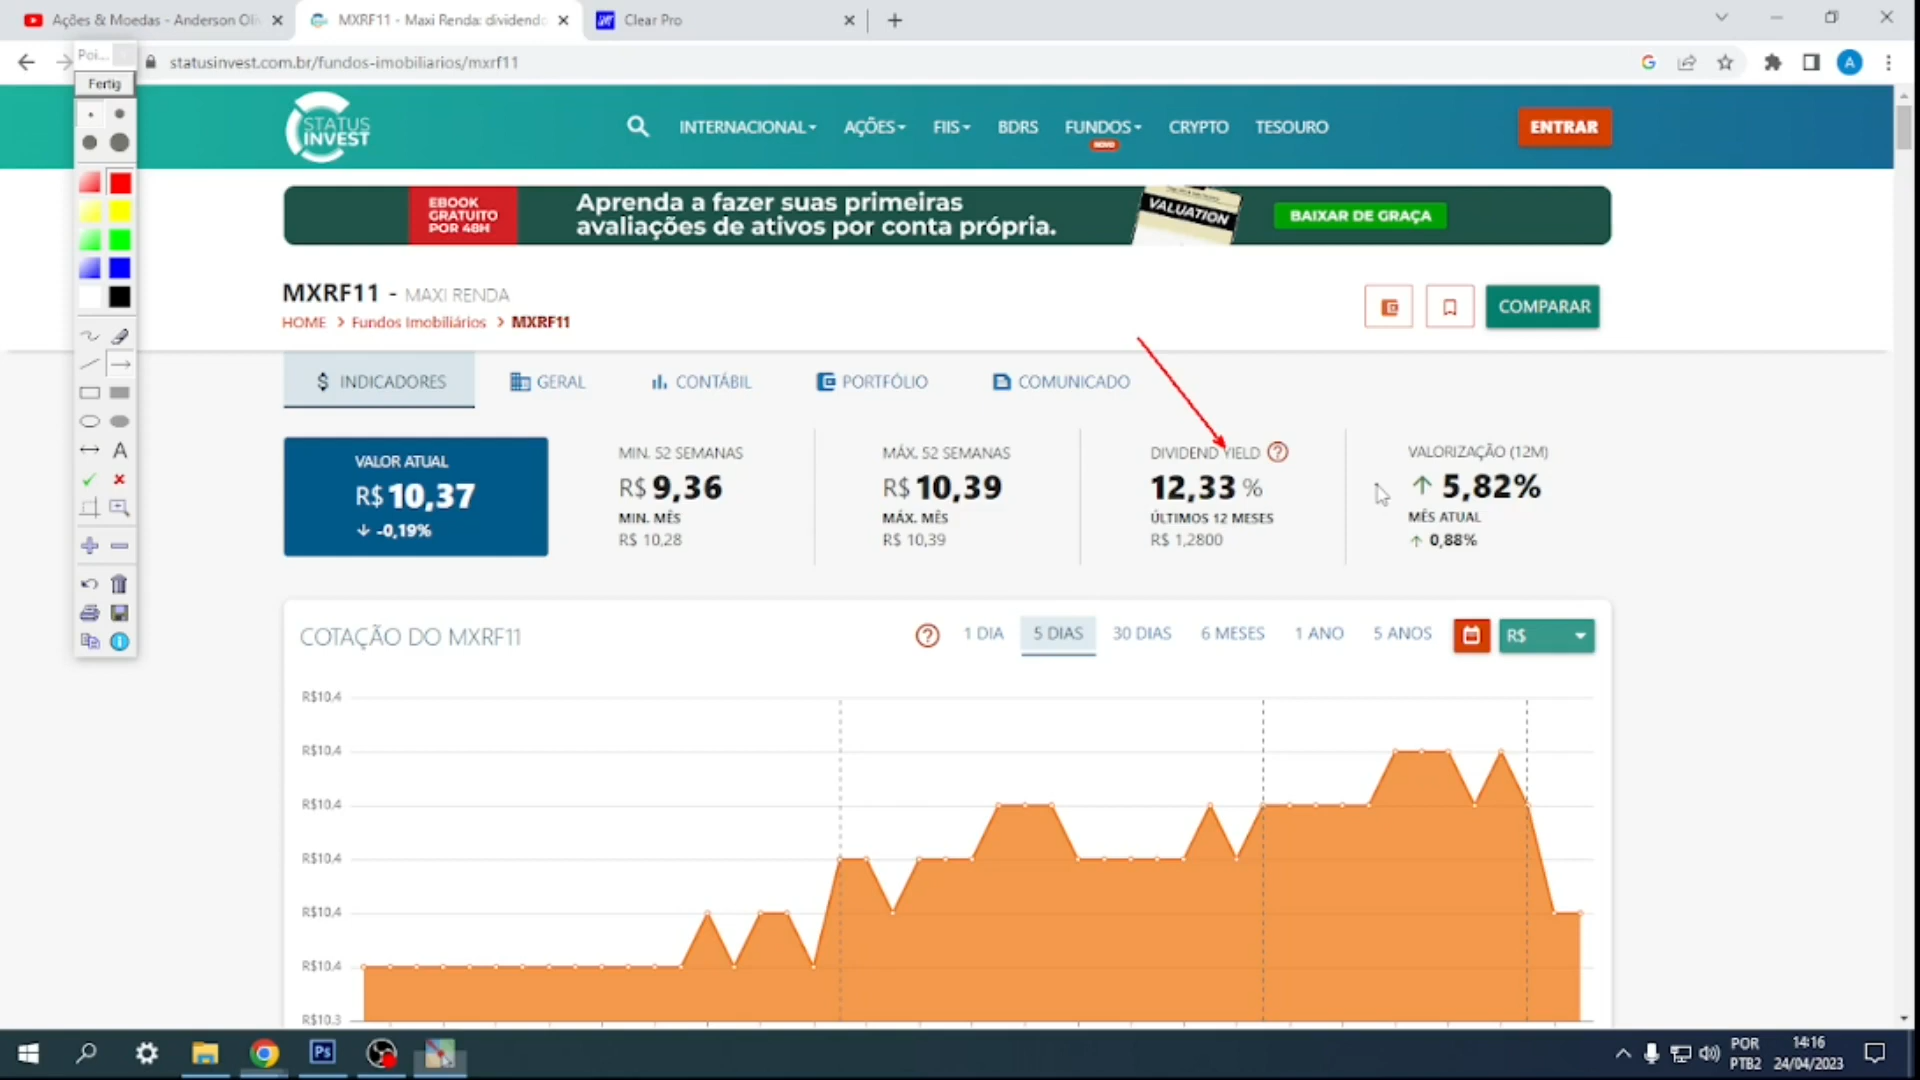 Ações & Moedas - Anderson Oli
MXRF11 - Maxi Renda: dividendo
Clear Pro
Poi...
statusinvest.com.br/fundos-imobiliarios/mxrf11
A
Fertig
STATUS
INVEST
INTERNACIONAL
AÇÕES
FIIS
BDRS
FUNDOS
NOVO
CRYPTO
TESOURO
ENTRAR
EBOOK
GRATUITO
POR 48H
Aprenda a fazer suas primeiras
avaliações de ativos por conta própria.
VALUATION
BAIXAR DE GRAÇA
MXRF11 - MAXI RENDA
HOME > Fundos Imobiliários > MXRF11
COMPARAR
INDICADORES
GERAL
CONTÁBIL
PORTFÓLIO
COMUNICADO
VALOR ATUAL
R$ 10,37
-0,19%
MIN. 52 SEMANAS
R$ 9,36
MIN. MÊS
R$ 10,28
MÁX. 52 SEMANAS
R$ 10,39
MÁX. MÊS
R$ 10,39
DIVIDEND YIELD ?
12,33 %
ÚLTIMOS 12 MESES
R$ 1,2800
VALORIZAÇÃO (12M)
5,82%
MÊS ATUAL
0,88%
COTAÇÃO DO MXRF11
?
1 DIA
5 DIAS
30 DIAS
6 MESES
1 ANO
5 ANOS
R$
R$10,4
R$10,4
R$10,4
R$10,4
R$10,4
R$10,4
R$10,3
A
Ps
POR
PTB2
14:16
24/04/2023